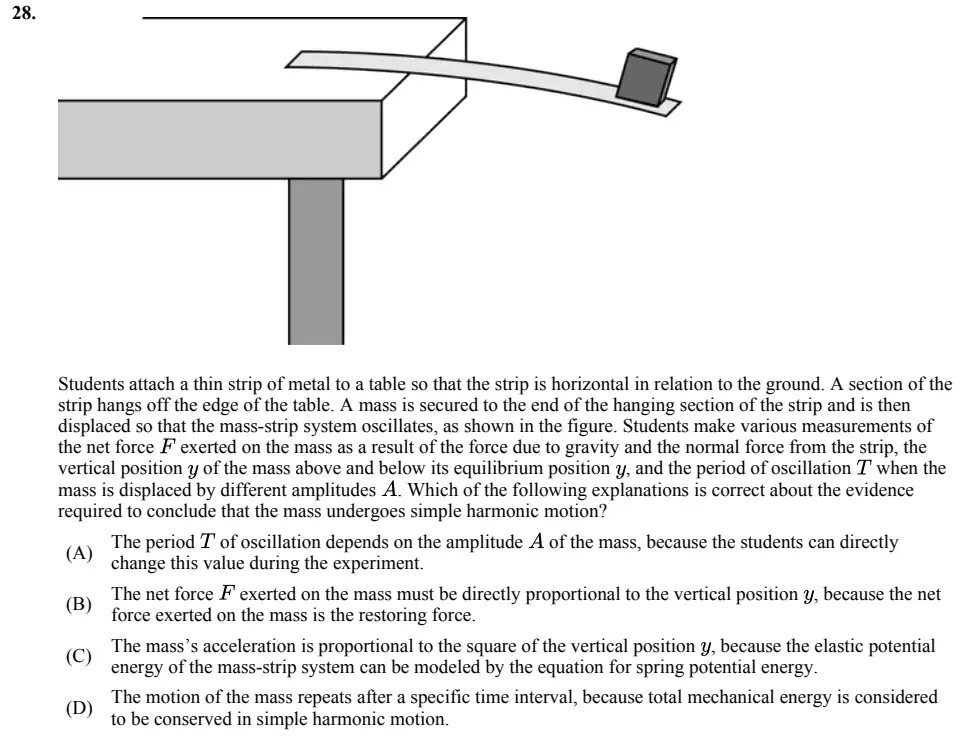 28.
Students attach a thin strip of metal to a table so that the strip is horizontal in relation to the ground. A section of the
strip hangs off the edge of the table. A mass is secured to the end of the hanging section of the strip and is then
displaced so that the mass-strip system oscillates, as shown in the figure. Students make various measurements of
the net force F exerted on the mass as a result of the force due to gravity and the normal force from the strip, the
vertical position y of the mass above and below its equilibrium position y, and the period of oscillation T when the
mass is displaced by different amplitudes A. Which of the following explanations is correct about the evidence
required to conclude that the mass undergoes simple harmonic motion?
(A) The period T of oscillation depends on the amplitude A of the mass, because the students can directly
change this value during the experiment.
(B) The net force F exerted on the mass must be directly proportional to the vertical position y, because the net
force exerted on the mass is the restoring force.
(C) The mass's acceleration is proportional to the square of the vertical position y, because the elastic potential
energy of the mass-strip system can be modeled by the equation for spring potential energy.
(D) The motion of the mass repeats after a specific time interval, because total mechanical energy is considered
to be conserved in simple harmonic motion.